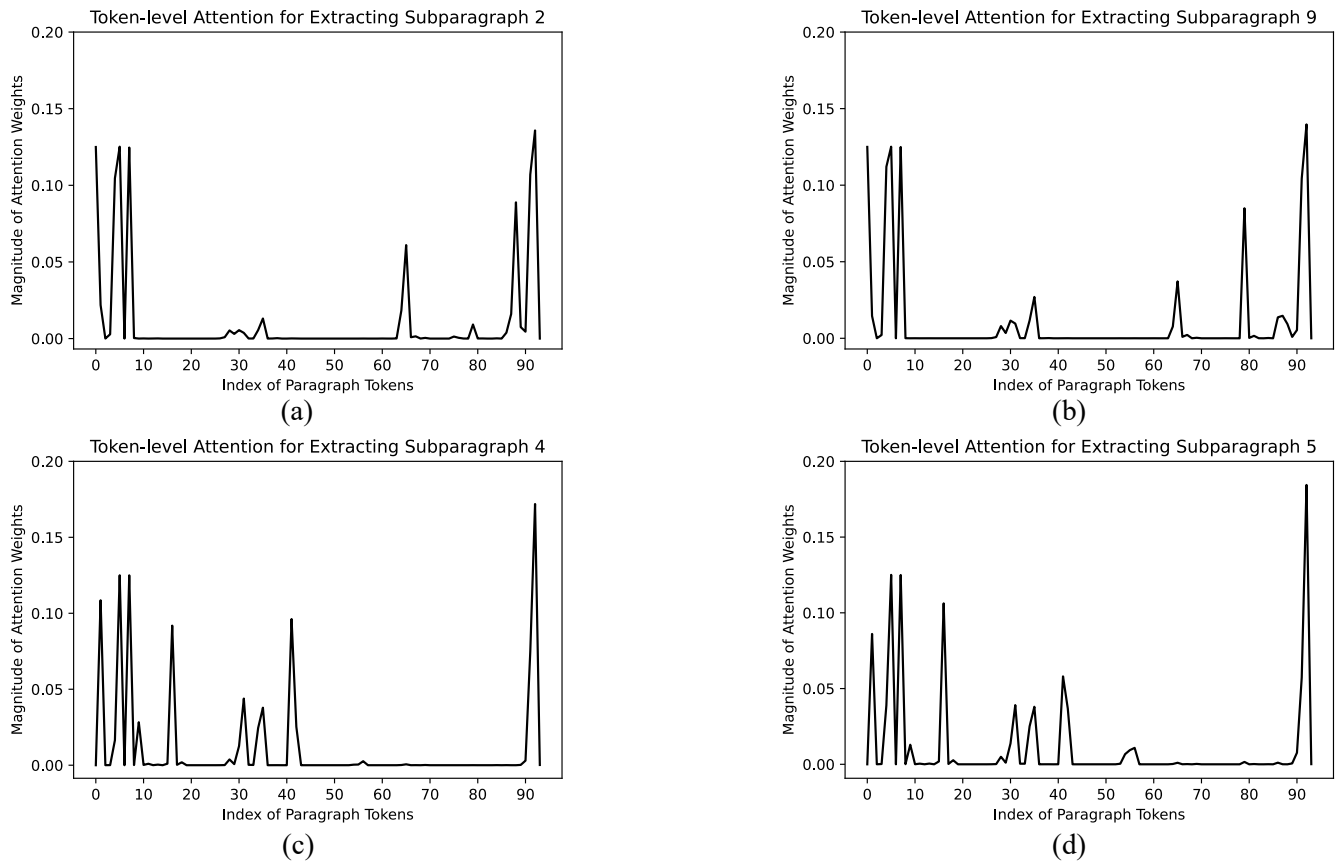 Token-level Attention for Extracting Subparagraph 2
0.20
0.15
0.10
0.05
0.00
Magnitude of Attention Weights
0 10 20 30 40 50 60 70 80 90
Index of Paragraph Tokens
(a)
Token-level Attention for Extracting Subparagraph 9
0.20
0.15
0.10
0.05
0.00
Magnitude of Attention Weights
0 10 20 30 40 50 60 70 80 90
Index of Paragraph Tokens
(b)
Token-level Attention for Extracting Subparagraph 4
0.20
0.15
0.10
0.05
0.00
Magnitude of Attention Weights
0 10 20 30 40 50 60 70 80 90
Index of Paragraph Tokens
(c)
Token-level Attention for Extracting Subparagraph 5
0.20
0.15
0.10
0.05
0.00
Magnitude of Attention Weights
0 10 20 30 40 50 60 70 80 90
Index of Paragraph Tokens
(d)